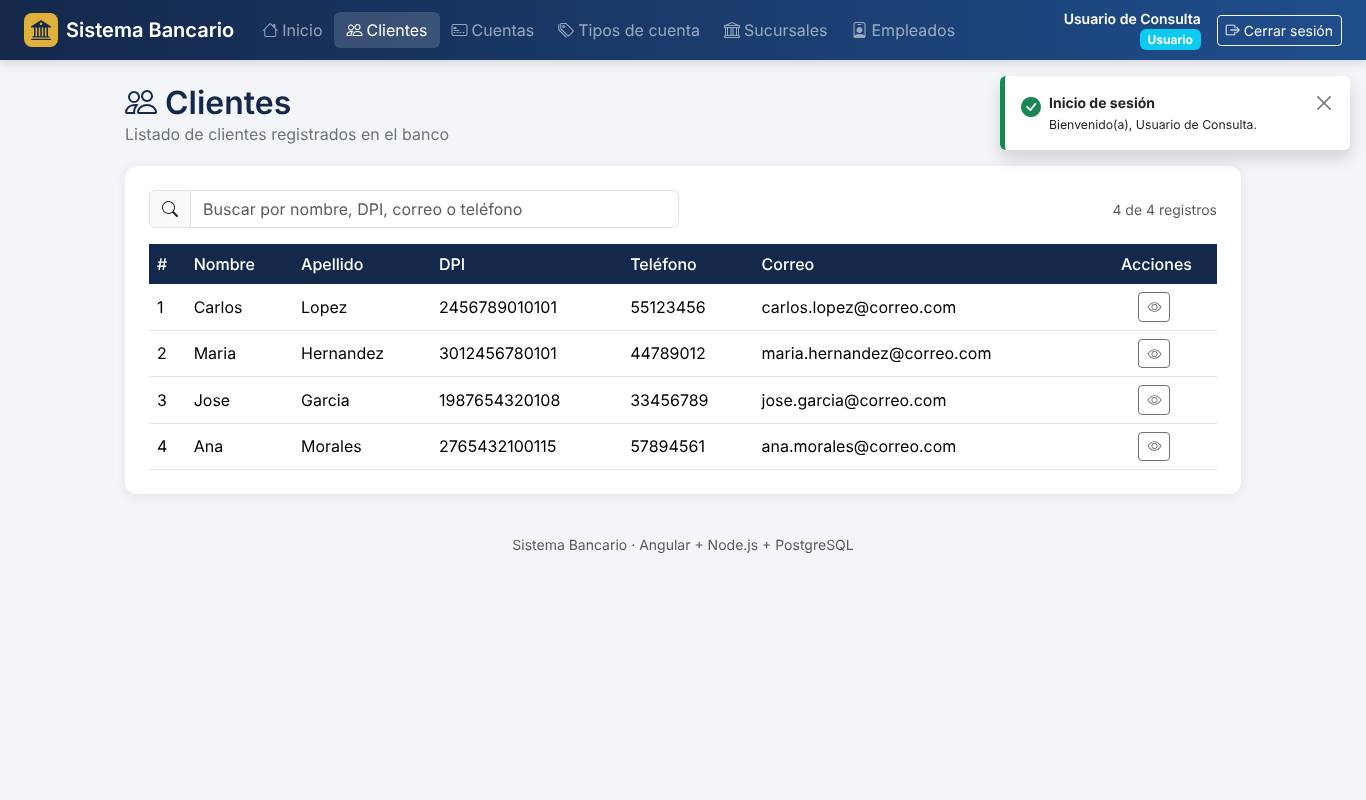 Sistema Bancario
Inicio
Clientes
Cuentas
Tipos de cuenta
Sucursales
Empleados
Usuario de Consulta
Usuario
Cerrar sesión
Clientes
Listado de clientes registrados en el banco
Inicio de sesión
Bienvenido(a), Usuario de Consulta.
Buscar por nombre, DPI, correo o teléfono
4 de 4 registros
# Nombre Apellido DPI Teléfono Correo Acciones
1 Carlos Lopez 2456789010101 55123456 carlos.lopez@correo.com
2 Maria Hernandez 3012456780101 44789012 maria.hernandez@correo.com
3 Jose Garcia 1987654320108 33456789 jose.garcia@correo.com
4 Ana Morales 2765432100115 57894561 ana.morales@correo.com
Sistema Bancario · Angular + Node.js + PostgreSQL